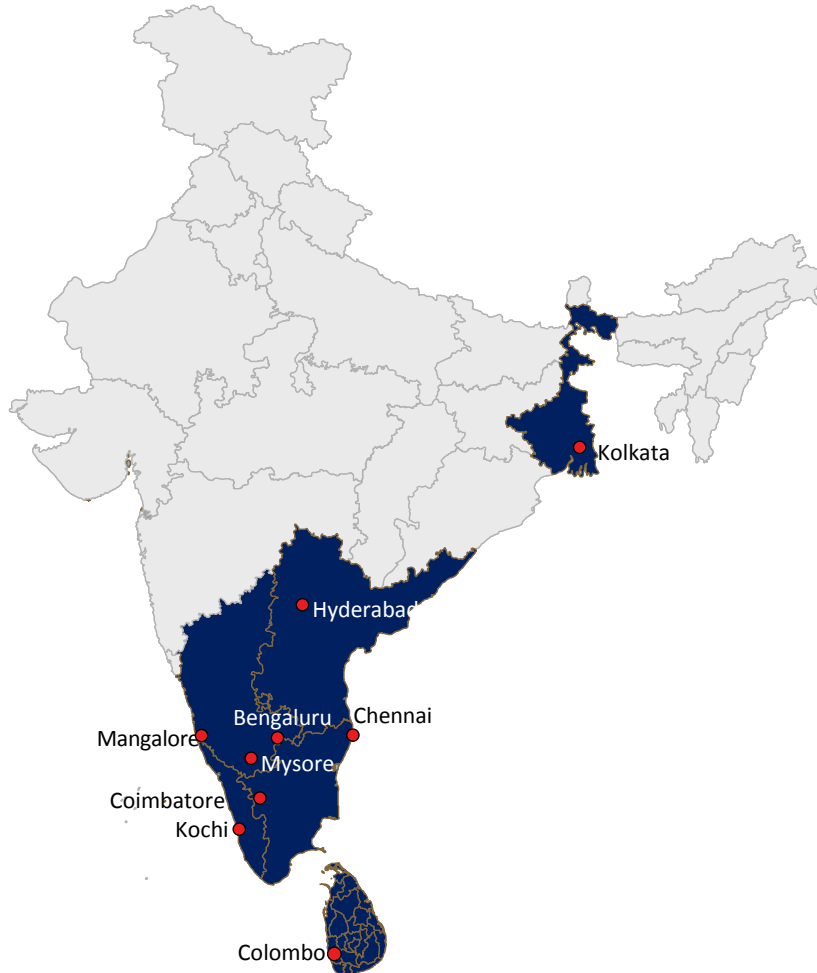 Kolkata
Hyderabad
Bengaluru
Chennai
Mangalore
Mysore
Coimbatore
Kochi
Colombo